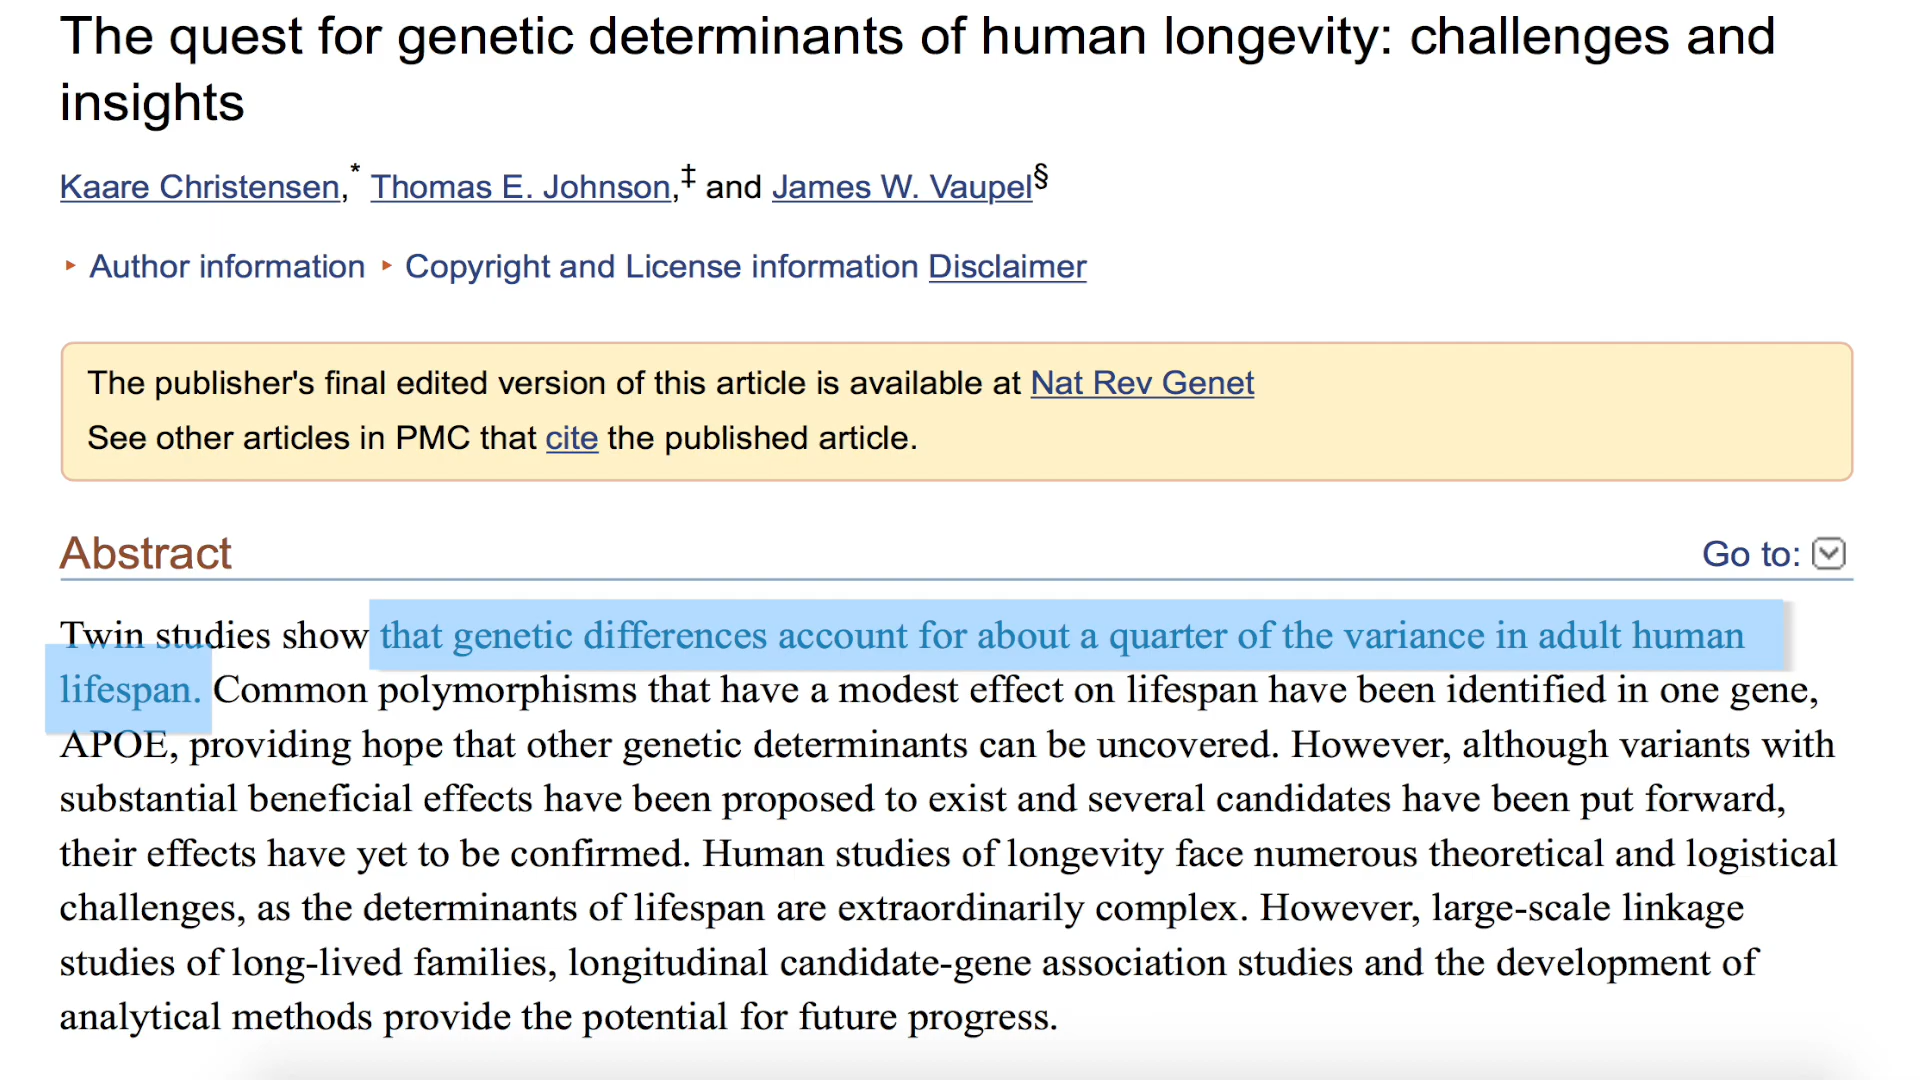 The quest for genetic determinants of human longevity: challenges and
insights
Kaare Christensen,* Thomas E. Johnson,‡ and James W. Vaupel§
▸ Author information ▸ Copyright and License information Disclaimer
The publisher's final edited version of this article is available at Nat Rev Genet
See other articles in PMC that cite the published article.
Abstract
Go to:
Twin studies show that genetic differences account for about a quarter of the variance in adult human
lifespan. Common polymorphisms that have a modest effect on lifespan have been identified in one gene,
APOE, providing hope that other genetic determinants can be uncovered. However, although variants with
substantial beneficial effects have been proposed to exist and several candidates have been put forward,
their effects have yet to be confirmed. Human studies of longevity face numerous theoretical and logistical
challenges, as the determinants of lifespan are extraordinarily complex. However, large-scale linkage
studies of long-lived families, longitudinal candidate-gene association studies and the development of
analytical methods provide the potential for future progress.